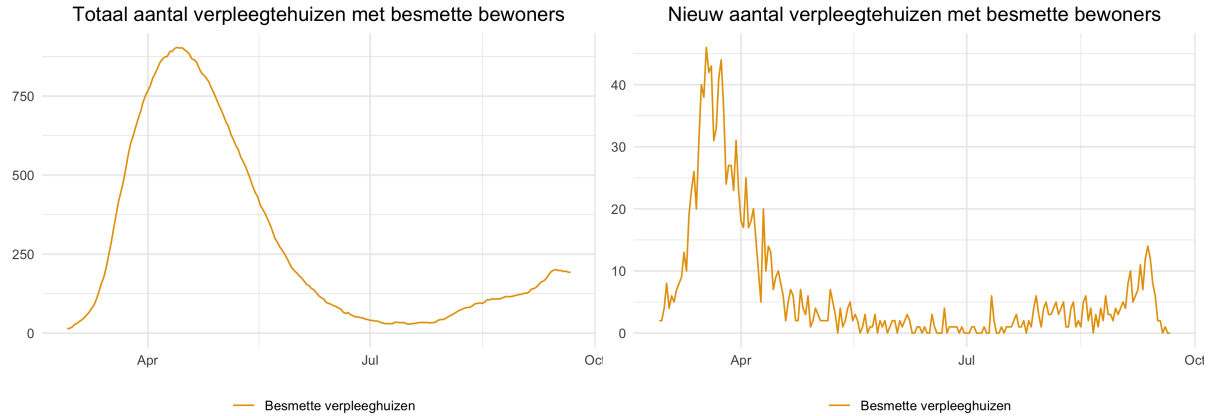 Totaal aantal verpleegtehuizen met besmette bewoners
750
500
250
0
Apr
Jul
Oct
Besmette verpleeghuizen
Nieuw aantal verpleegtehuizen met besmette bewoners
40
30
20
10
0
Apr
Jul
Oct
Besmette verpleeghuizen